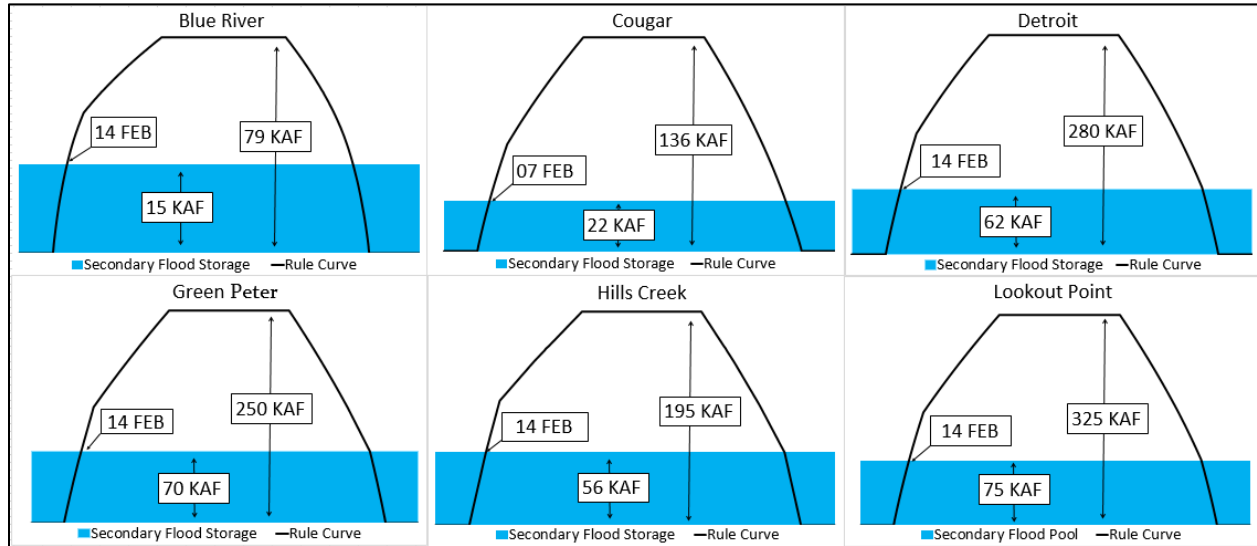 Blue River
14 FEB
79 KAF
15 KAF
Secondary Flood Storage Rule Curve
Cougar
136 KAF
07 FEB
22 KAF
Secondary Flood Storage Rule Curve
Detroit
280 KAF
14 FEB
62 KAF
Secondary Flood Storage Rule Curve
Green Peter
250 KAF
14 FEB
70 KAF
Secondary Flood Storage Rule Curve
Hills Creek
195 KAF
14 FEB
56 KAF
Secondary Flood Storage Rule Curve
Lookout Point
325 KAF
14 FEB
75 KAF
Secondary Flood Pool Rule Curve